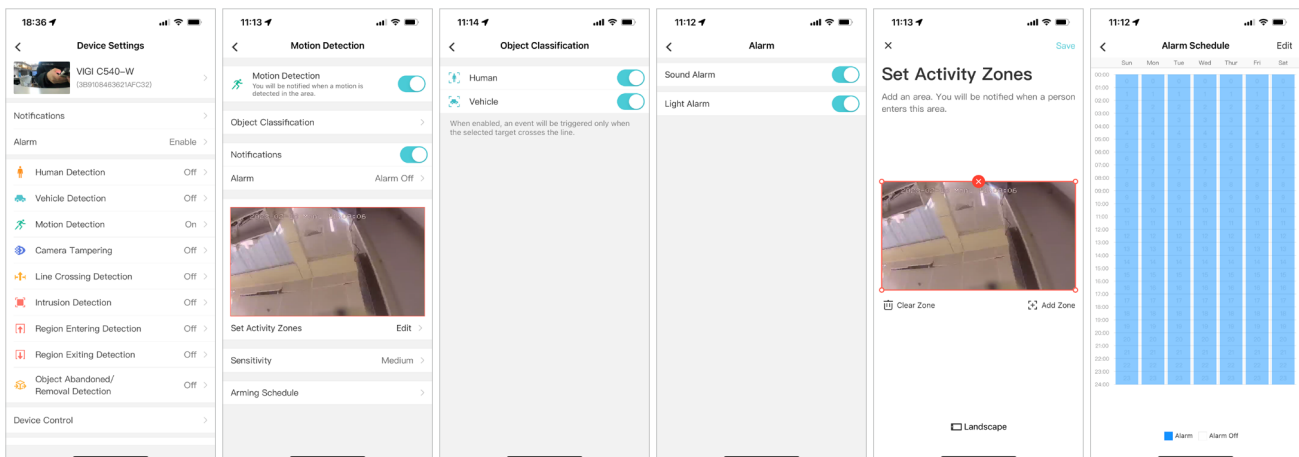 18:36
Device Settings
VIGI C540-W
(3B9108463621AFC32)
Notifications
Alarm Enable
Human Detection Off
Vehicle Detection Off
Motion Detection On
Camera Tampering Off
Line Crossing Detection Off
Intrusion Detection Off
Region Entering Detection Off
Region Exiting Detection Off
Object Abandoned/
Removal Detection Off
Device Control
11:13
Motion Detection
Motion Detection
You will be notified when a motion is
detected in the area.
Object Classification
Notifications
Alarm Alarm Off
Set Activity Zones Edit
Sensitivity Medium
Arming Schedule
11:14
Object Classification
Human
Vehicle
When enabled, an event will be triggered only when
the selected target crosses the line.
11:12
Alarm
Sound Alarm
Light Alarm
11:13
Save
Set Activity Zones
Add an area. You will be notified when a person
enters this area.
Clear Zone Add Zone
Landscape
11:12
Alarm Schedule Edit
Sun Mon Tue Wed Thur Fri Sat
00:00
01:00
02:00
03:00
04:00
05:00
06:00
07:00
08:00
09:00
10:00
11:00
12:00
13:00
14:00
15:00
16:00
17:00
18:00
19:00
20:00
21:00
22:00
23:00
24:00
Alarm Alarm Off